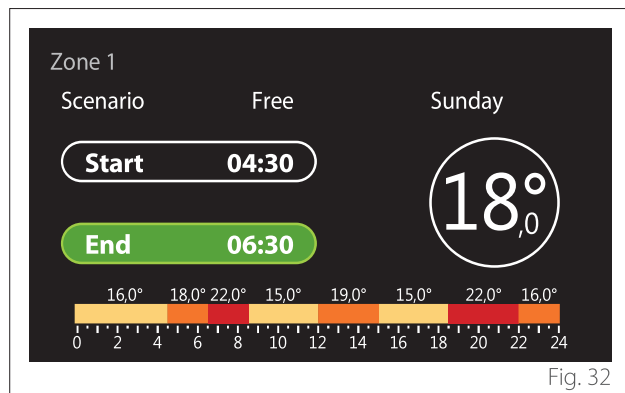 Zone 1
Scenario Free Sunday
Start 04:30
18°,0
End 06:30
16,0° 18,0° 22,0° 15,0° 19,0° 15,0° 22,0° 16,0°
0 2 4 6 8 10 12 14 16 18 20 22 24
Fig. 32